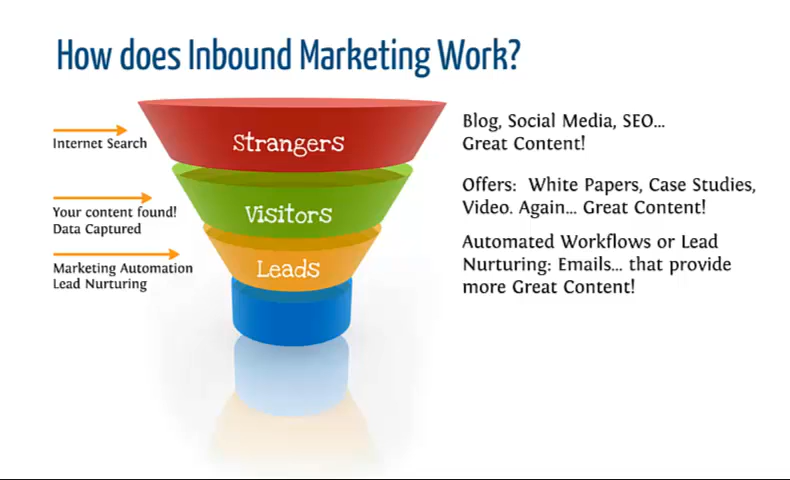 How does Inbound Marketing Work?
Internet Search
Strangers
Blog, Social Media, SEO...
Great Content!
Your content found!
Data Captured
Visitors
Offers:  White Papers, Case Studies,
Video. Again... Great Content!
Marketing Automation
Lead Nurturing
Leads
Automated Workflows or Lead
Nurturing: Emails... that provide
more Great Content!